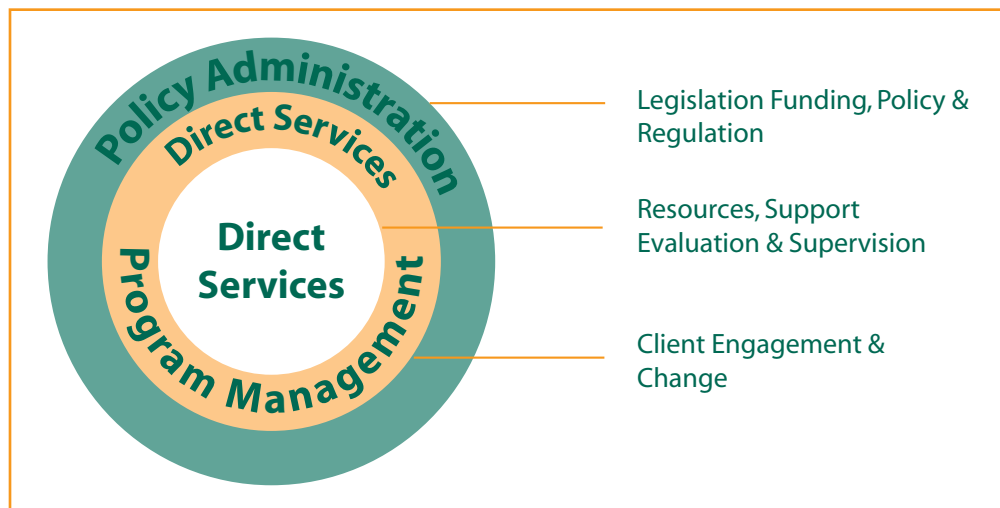 Policy Administration
Direct Services
Direct
Services
Program Management
Legislation Funding, Policy &
Regulation
Resources, Support
Evaluation & Supervision
Client Engagement &
Change